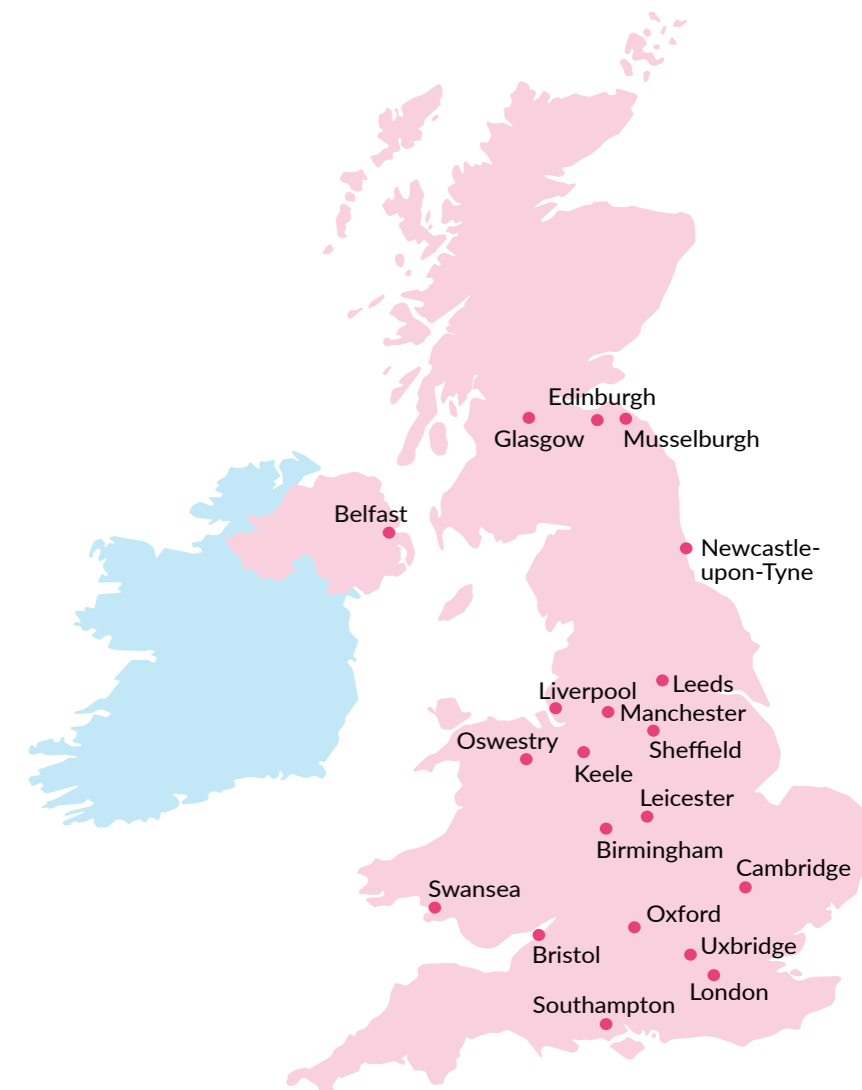 Edinburgh
Glasgow
Musselburgh
Belfast
Newcastle-
upon-Tyne
Leeds
Liverpool
Manchester
Oswestry
Sheffield
Keele
Leicester
Birmingham
Cambridge
Swansea
Oxford
Uxbridge
Bristol
London
Southampton